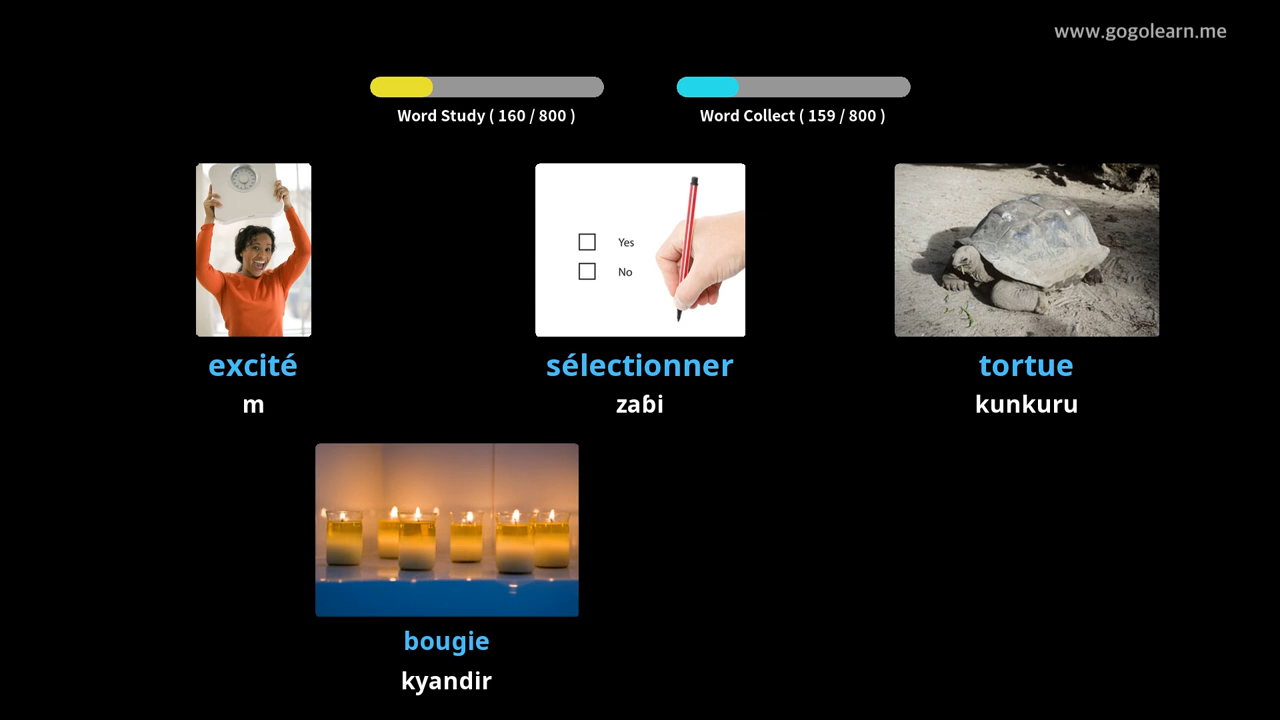 www.gogolearn.me
Word Study ( 160 / 800 )
Word Collect ( 159 / 800 )
Yes
No
excité
m
sélectionner
zaɓi
tortue
kunkuru
bougie
kyandir